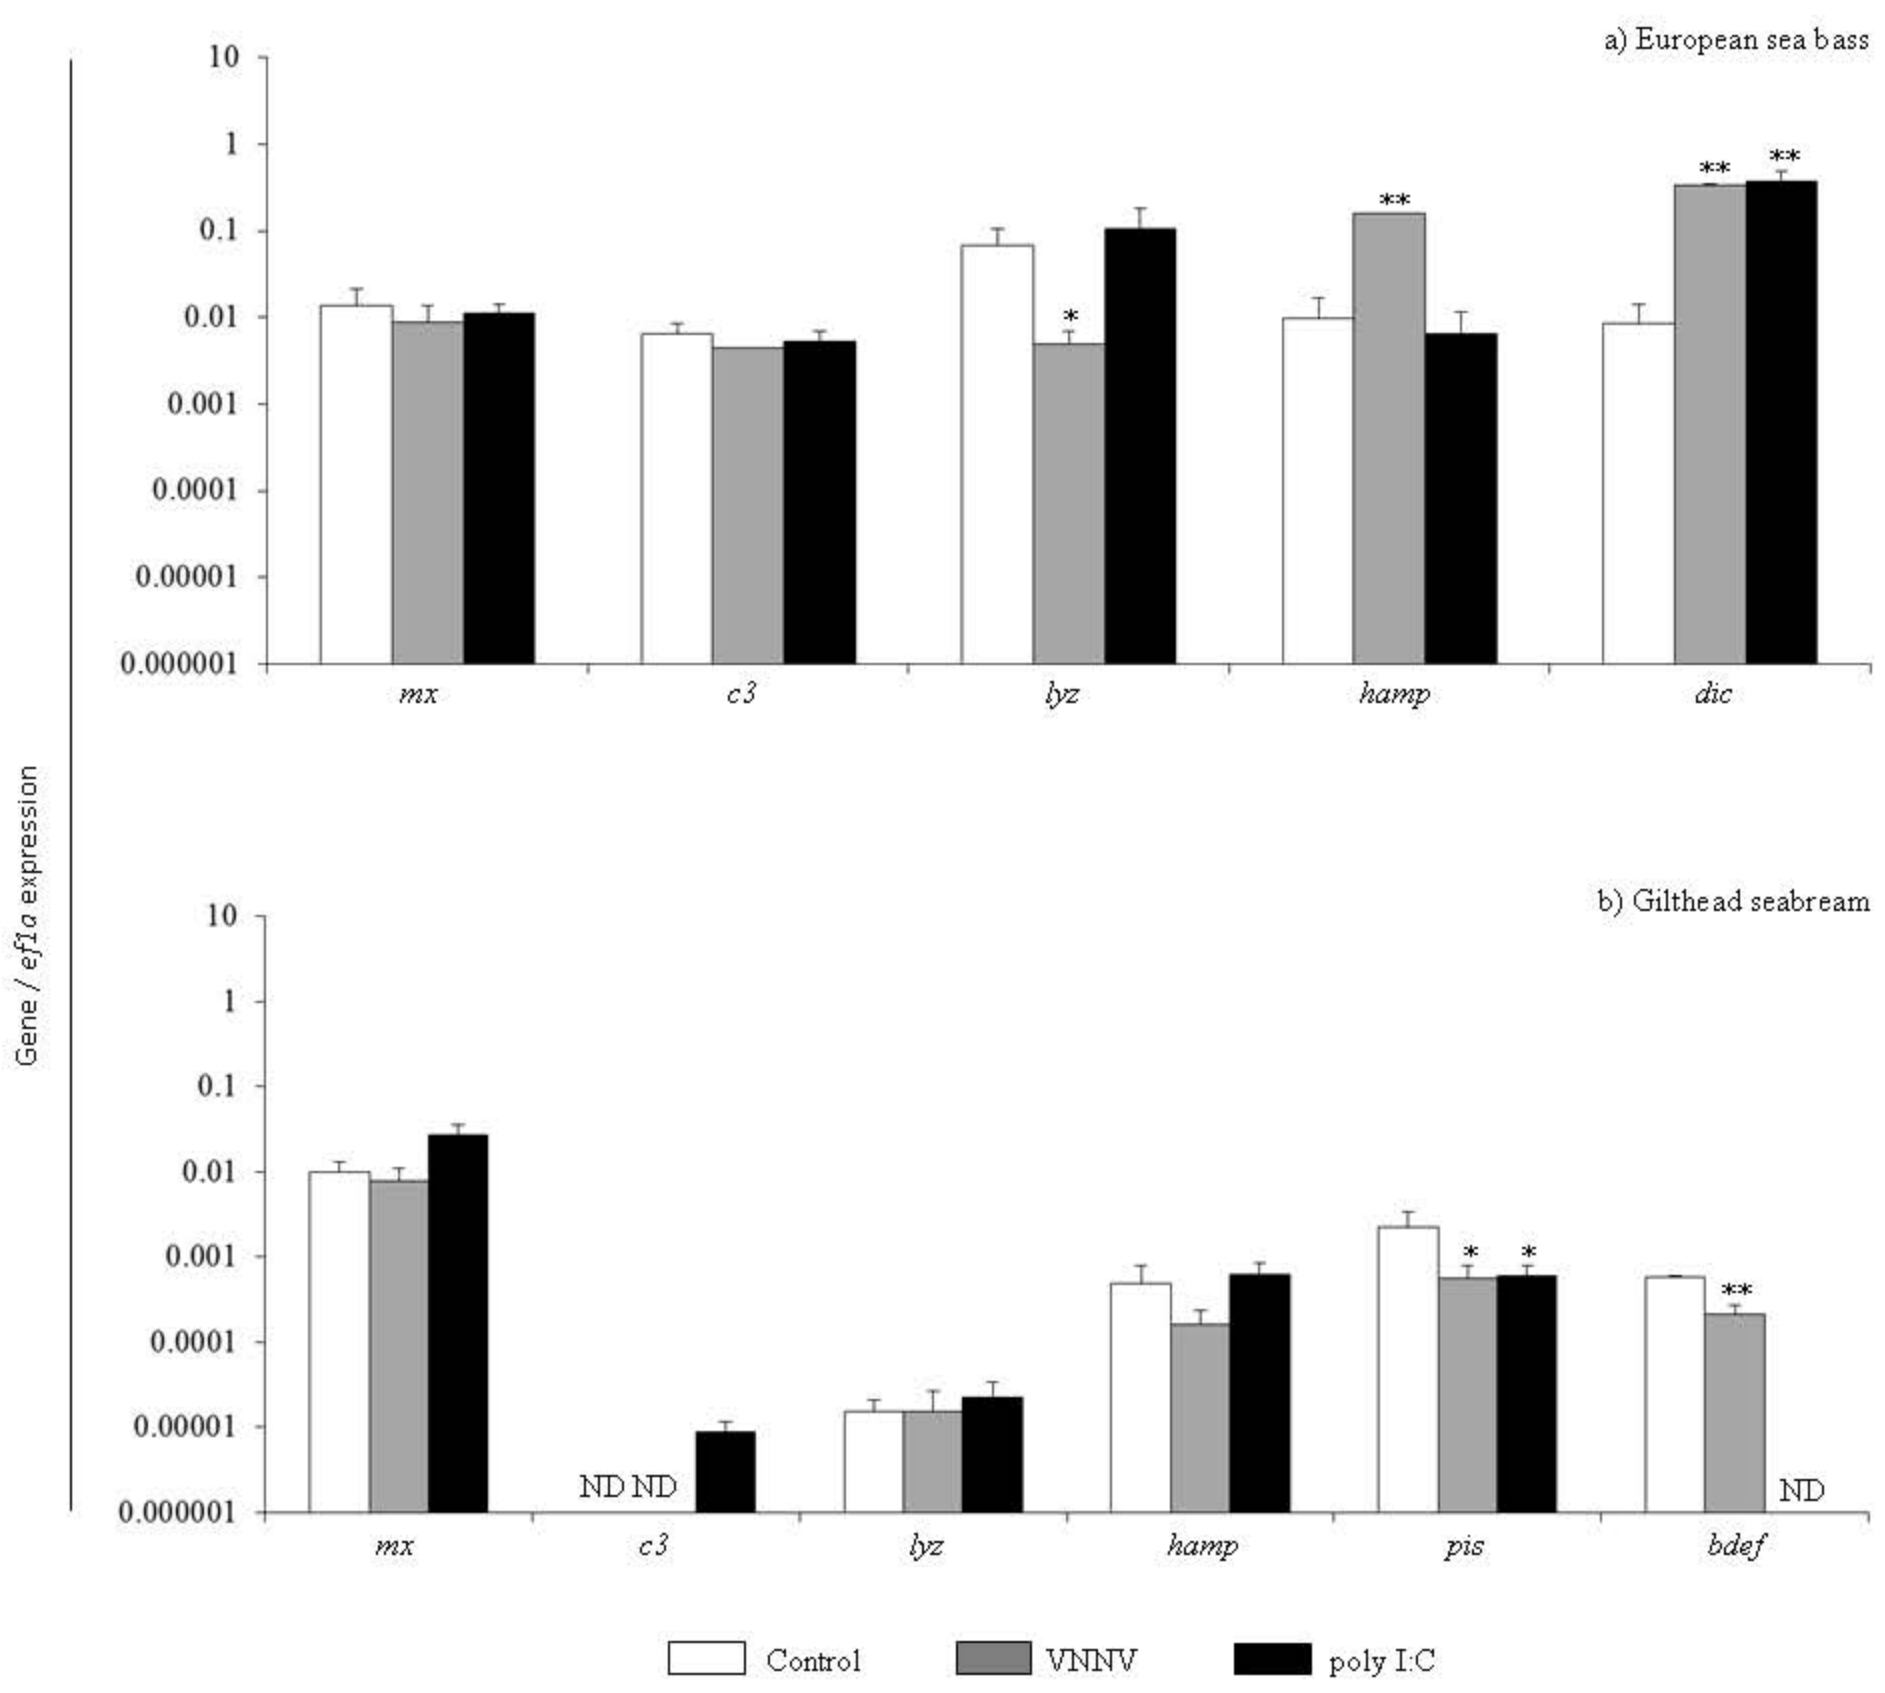 a) European sea bass
10
1
0.1
0.01
0.001
0.0001
0.00001
0.000001
**
*
**
**
mx c3 lyz hamp dic
Gene / ef1a expression
b) Gilthead seabream
10
1
0.1
0.01
0.001
0.0001
0.00001
0.000001
* *
**
ND ND
ND
mx c3 lyz hamp pis bdef
Control VNNV poly I:C